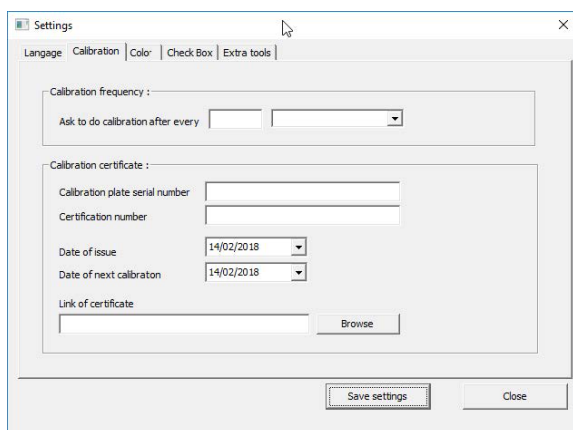 Settings
Langage Calibration Color Check Box Extra tools
Calibration frequency :
Ask to do calibration after every
Calibration certificate :
Calibration plate serial number
Certification number
Date of issue 14/02/2018
Date of next calibraton 14/02/2018
Link of certificate
Browse
Save settings Close